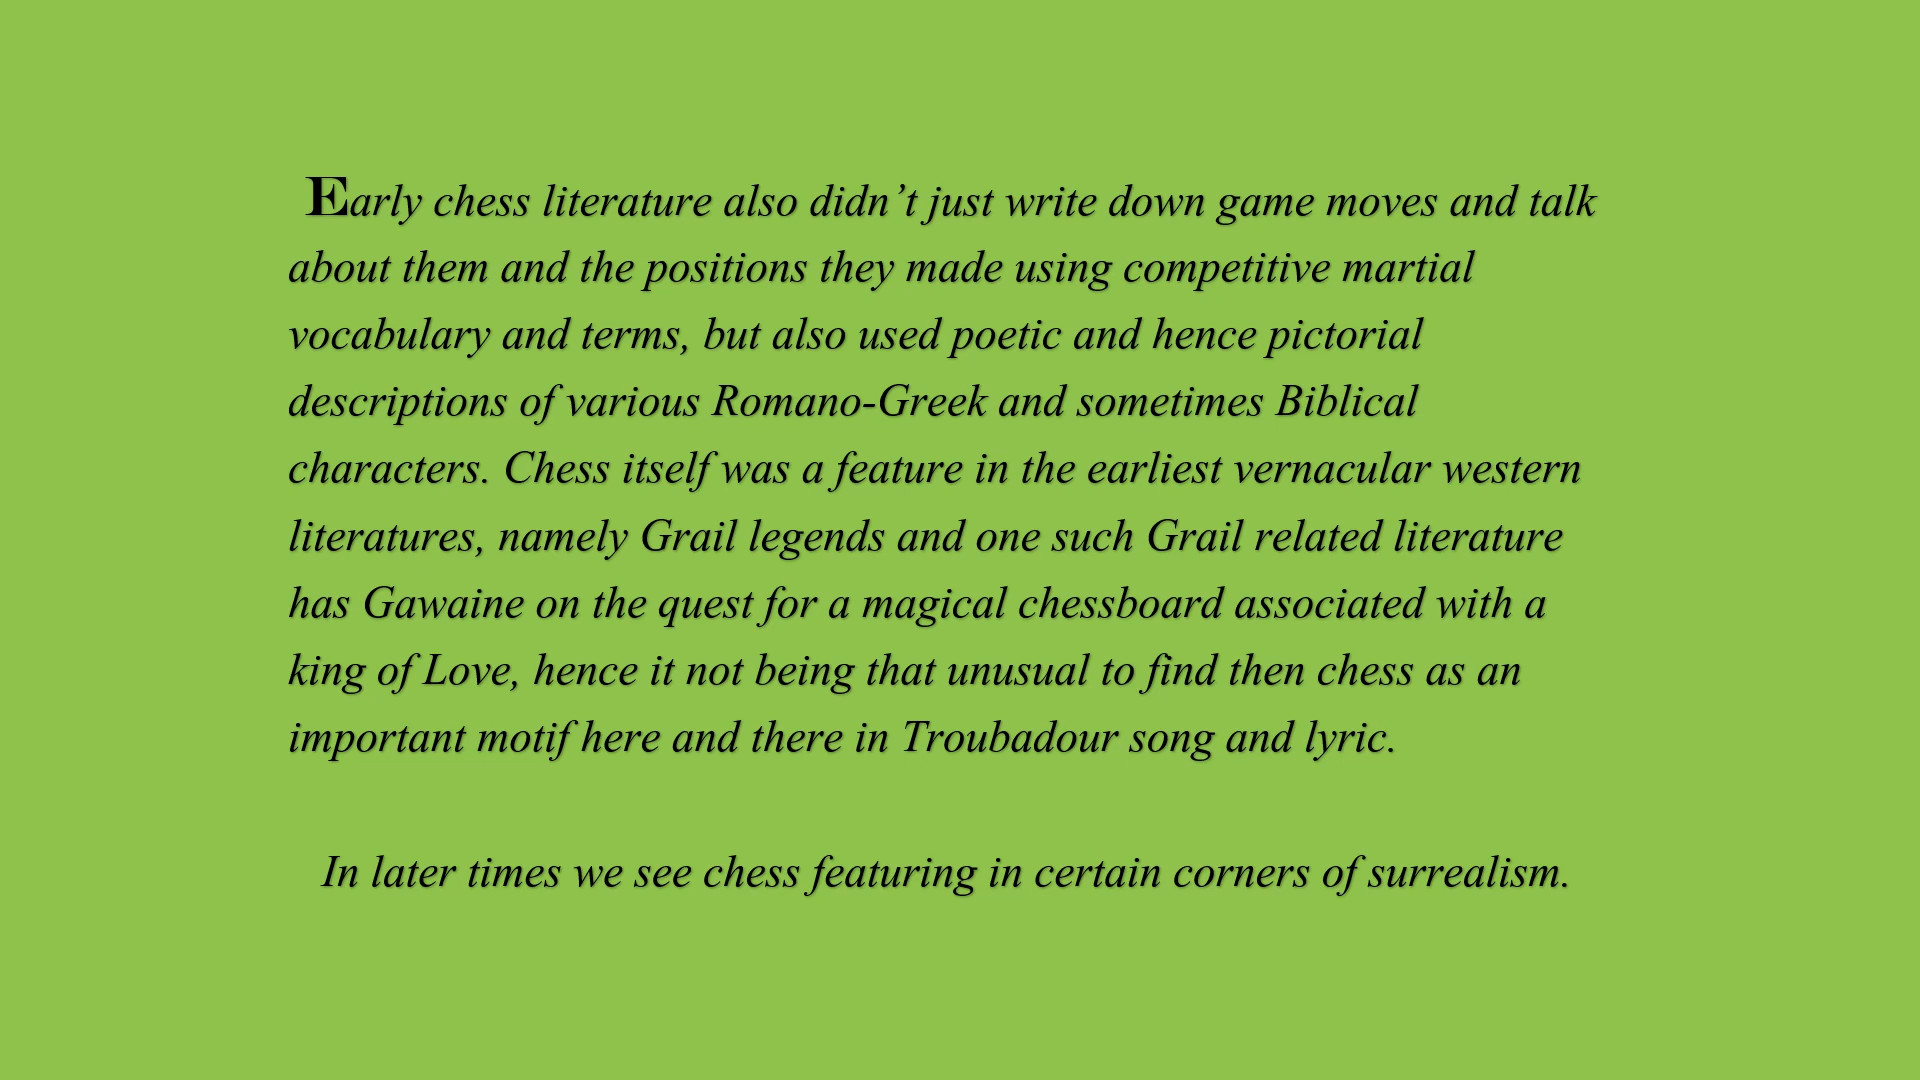 Early chess literature also didn’t just write down game moves and talk
about them and the positions they made using competitive martial
vocabulary and terms, but also used poetic and hence pictorial
descriptions of various Romano-Greek and sometimes Biblical
characters. Chess itself was a feature in the earliest vernacular western
literatures, namely Grail legends and one such Grail related literature
has Gawaine on the quest for a magical chessboard associated with a
king of Love, hence it not being that unusual to find then chess as an
important motif here and there in Troubadour song and lyric.
In later times we see chess featuring in certain corners of surrealism.